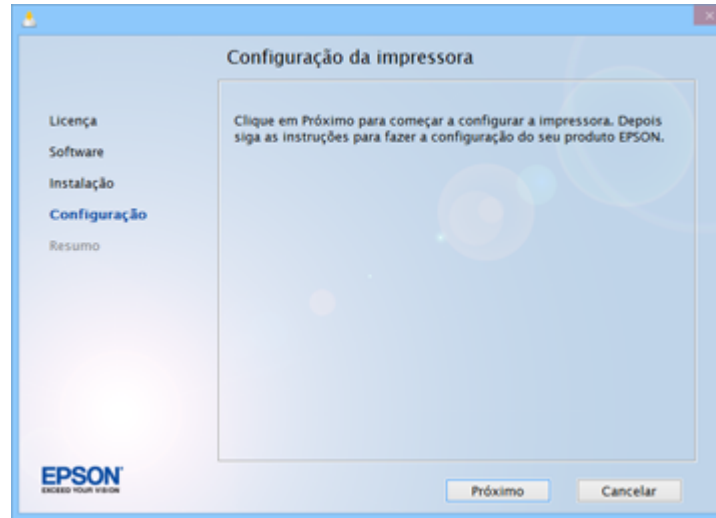 Configuração da impressora
Licença
Software
Instalação
Configuração
Resumo
Clique em Próximo para começar a configurar a impressora. Depois
siga as instruções para fazer a configuração do seu produto EPSON.
EPSON
EXCEED YOUR VISION
Próximo
Cancelar